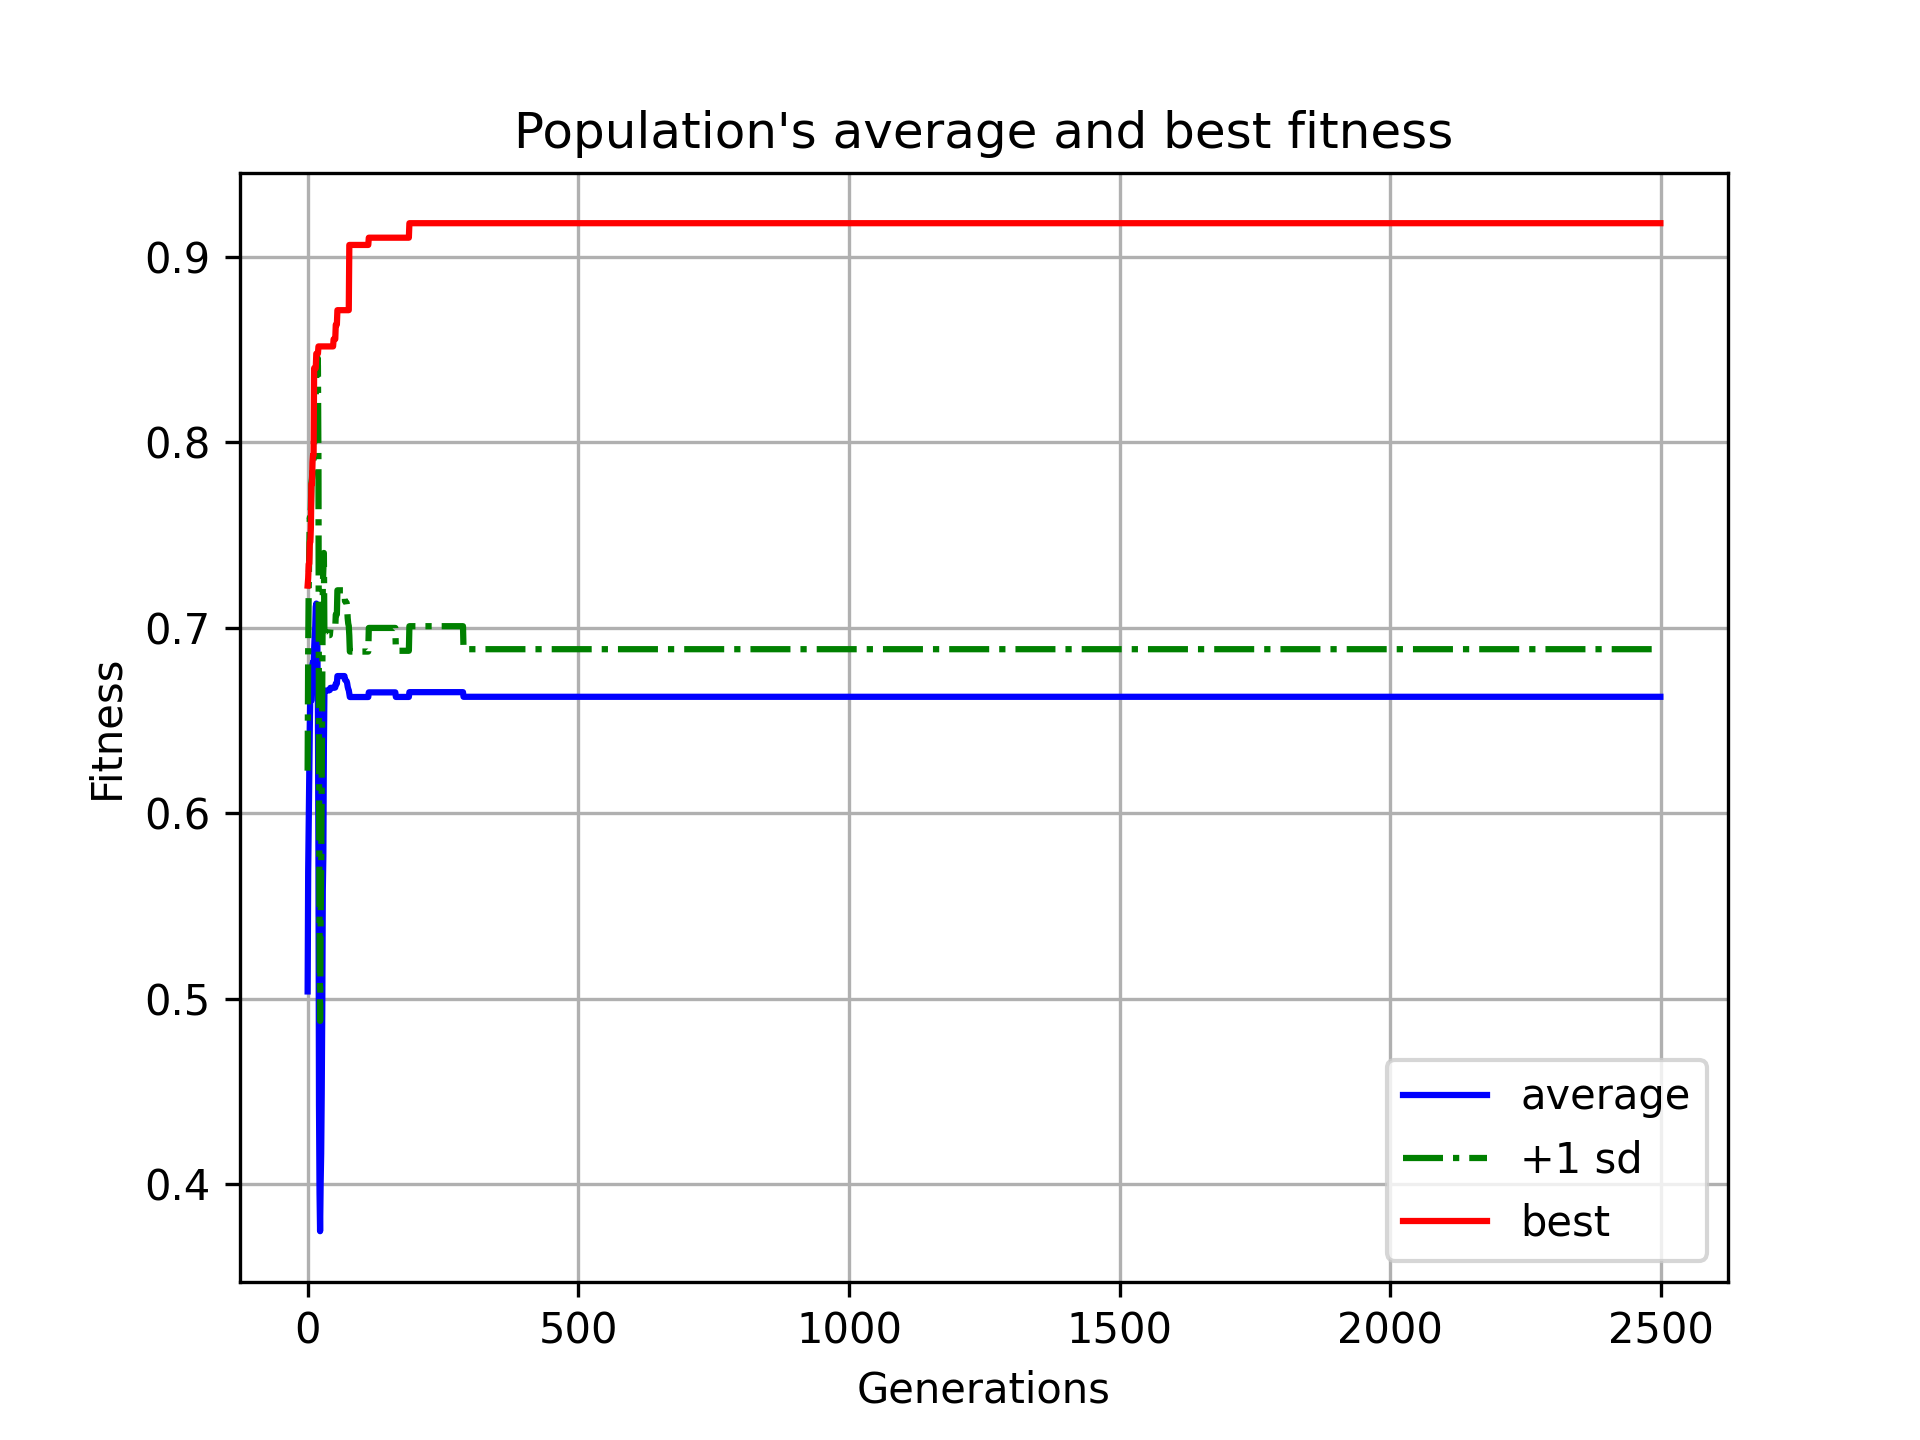 Population's average and best fitness
Fitness
0.9
0.8
0.7
0.6
0.5
0.4
average
+1 sd
best
0 500 1000 1500 2000 2500
Generations